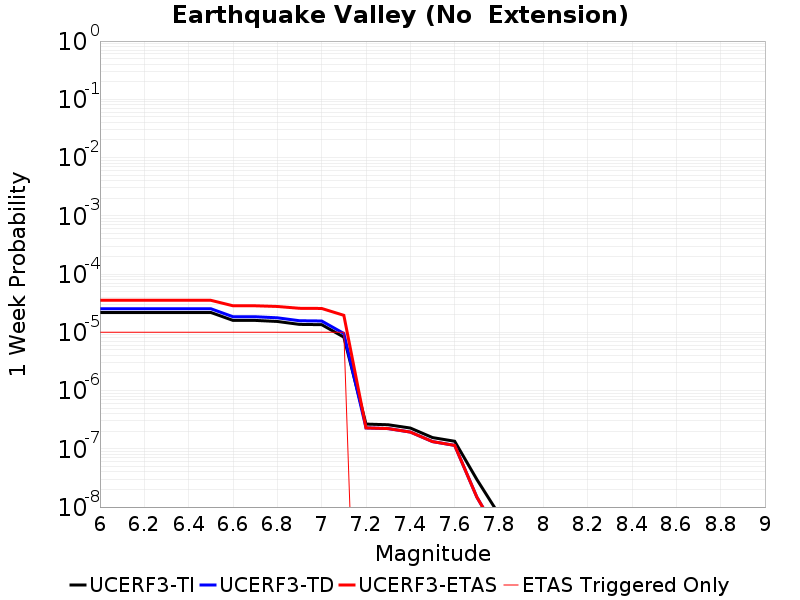 Earthquake Valley (No  Extension)
10^0
10^-1
10^-2
10^-3
10^-4
10^-5
10^-6
10^-7
10^-8
1 Week Probability
6 6.2 6.4 6.6 6.8 7 7.2 7.4 7.6 7.8 8 8.2 8.4 8.6 8.8 9
Magnitude
UCERF3-TI UCERF3-TD UCERF3-ETAS ETAS Triggered Only